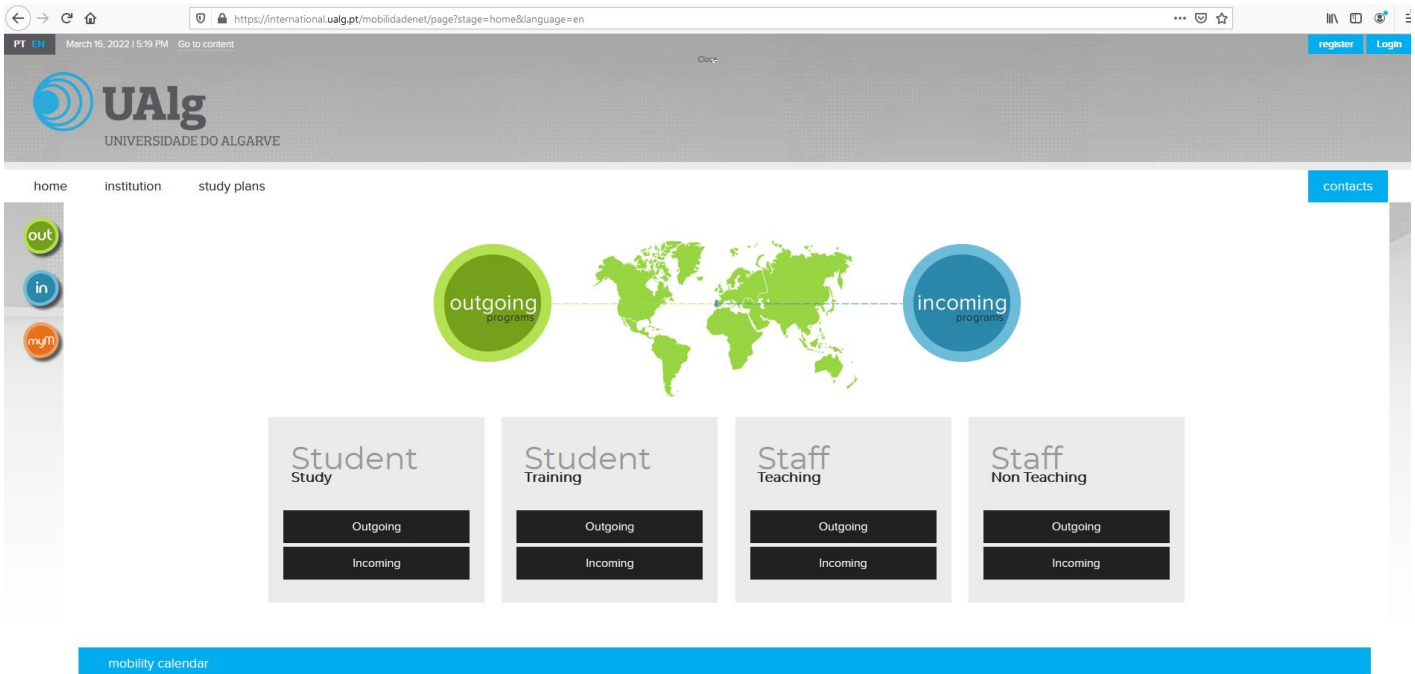 https://international.ualg.pt/mobilidadenet/page?stage=home&language=en
PT EN March 16, 2022 | 5:19 PM Go to content
register Login
Close
UAlg
UNIVERSIDADE DO ALGARVE
home institution study plans contacts
out
in
myM
outgoing
programs
incoming
programs
Student
Study
Outgoing
Incoming
Student
Training
Outgoing
Incoming
Staff
Teaching
Outgoing
Incoming
Staff
Non Teaching
Outgoing
Incoming
mobility calendar